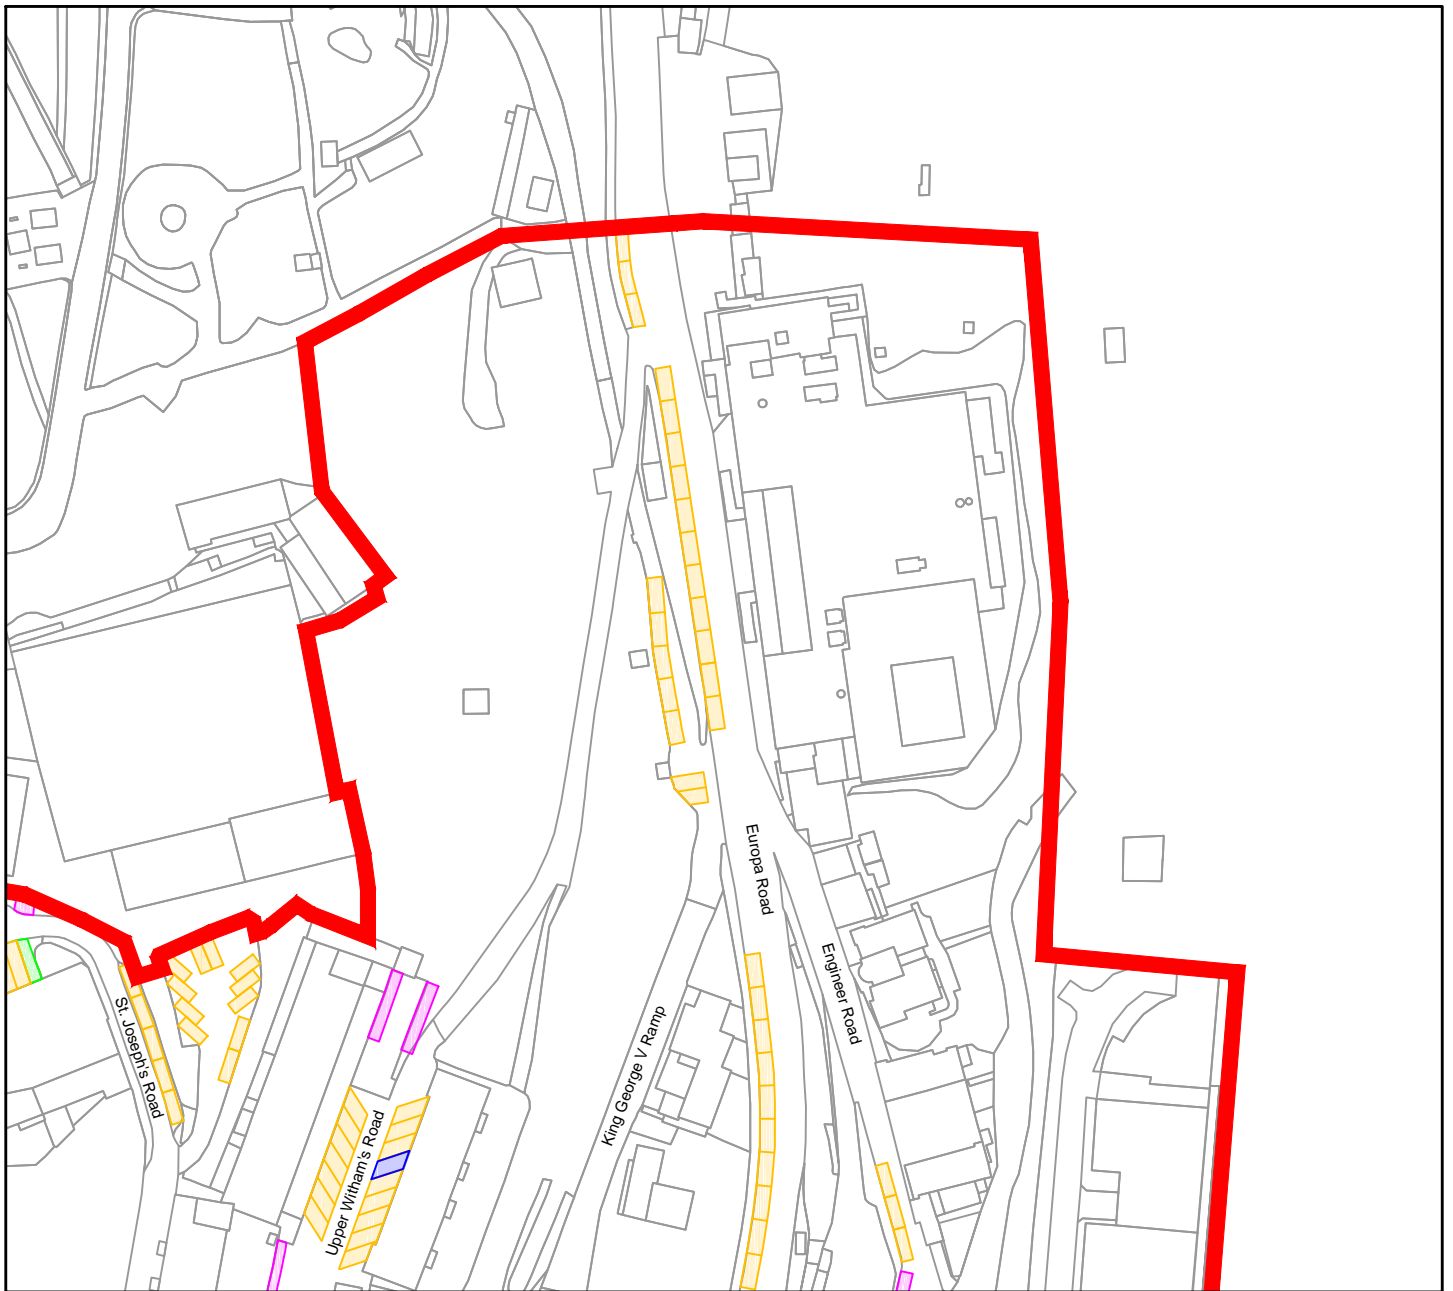 Europa Road
Engineer Road
St. Joseph's Road
King George V Ramp
Upper Witham's Road